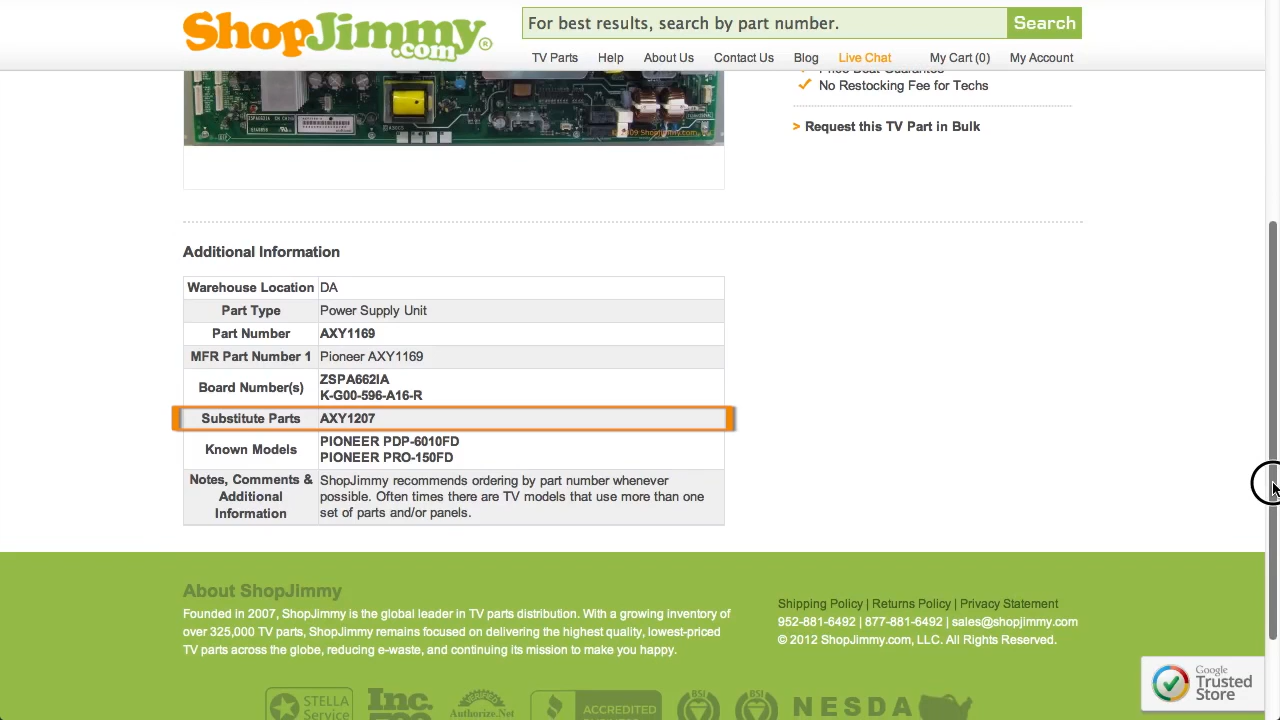 ShopJimmy.com®
For best results, search by part number.
Search
TV Parts Help About Us Contact Us Blog Live Chat My Cart (0) My Account
No Restocking Fee for Techs
> Request this TV Part in Bulk
Additional Information
Warehouse Location DA
Part Type Power Supply Unit
Part Number AXY1169
MFR Part Number 1 Pioneer AXY1169
Board Number(s) ZSPA662IA
K-G00-596-A16-R
Substitute Parts AXY1207
Known Models PIONEER PDP-6010FD
PIONEER PRO-150FD
Notes, Comments & Additional Information
ShopJimmy recommends ordering by part number whenever
possible. Often times there are TV models that use more than one
set of parts and/or panels.
About ShopJimmy
Founded in 2007, ShopJimmy is the global leader in TV parts distribution. With a growing inventory of
over 325,000 TV parts, ShopJimmy remains focused on delivering the highest quality, lowest-priced
TV parts across the globe, reducing e-waste, and continuing its mission to make you happy.
Shipping Policy | Returns Policy | Privacy Statement
952-881-6492 | 877-881-6492 | sales@shopjimmy.com
© 2012 ShopJimmy.com, LLC. All Rights Reserved.
Google
Trusted
Store
STELLA
Service
Inc.
Authorize.Net
ACCREDITED
BSI
BSI
NESDA